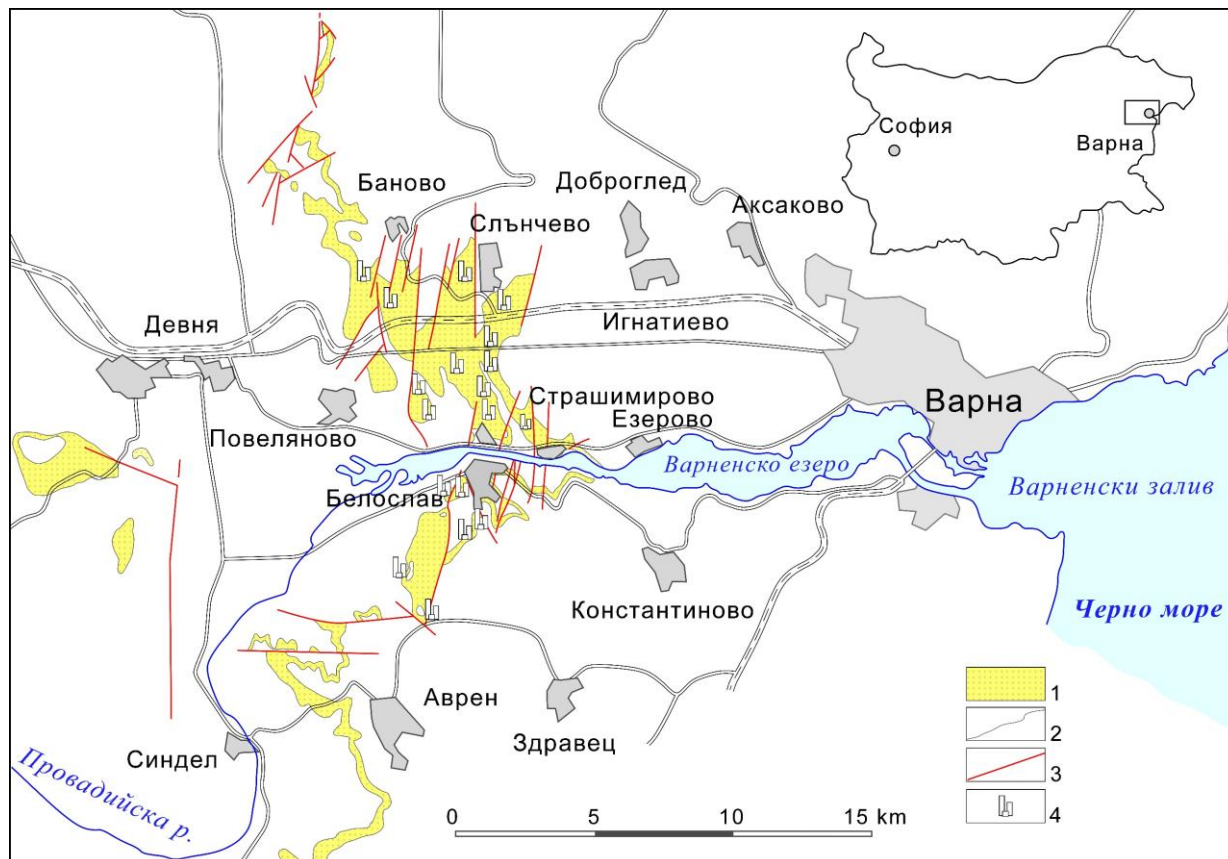 София
Варна
Баново
Доброглед
Аксаково
Слънчево
Девня
Игнатиево
Страшимирово
Варна
Повеляново
Езерово
Варненско езеро
Варненски залив
Белослав
Константиново
Черно море
1
Аврен
2
Здравец
Синдел
3
Провадийска р.
4
0 5 10 15 km